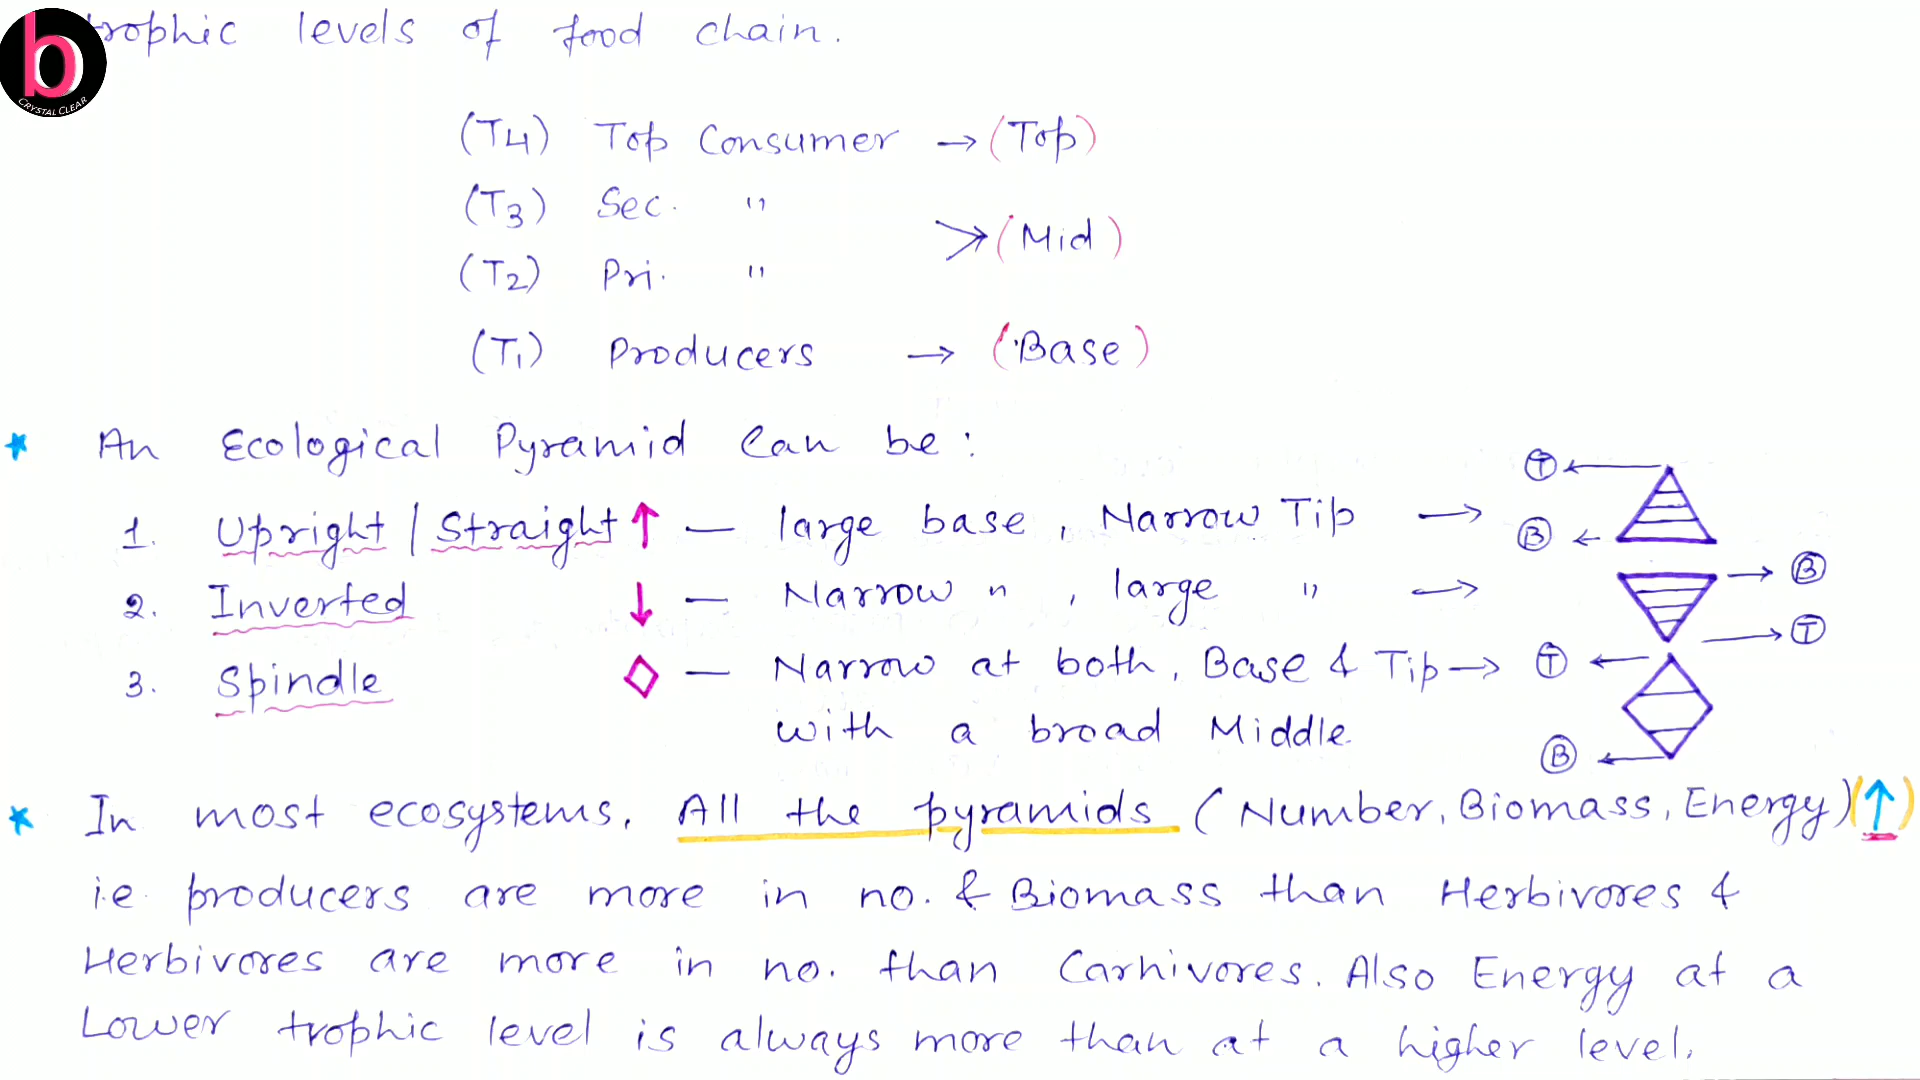 trophic levels of food chain.
b
CRYSTAL CLEAR
(T4) Top Consumer → (Top)
(T3) Sec. "
> (Mid)
(T2) Pri. "
(T1) Producers → (Base)
* An Ecological Pyramid Can be:
1. Upright / Straight ↑ — large base, Narrow Tip →
T ←
B ←
2. Inverted ↓ — Narrow ", large " →
→ B
→ T
3. Spindle ◇ — Narrow at both, Base & Tip → T ←
with a broad Middle.
B ←
* In most ecosystems, All the pyramids (Number, Biomass, Energy) (↑)
i.e. producers are more in no. & Biomass than Herbivores &
Herbivores are more in no. than Carnivores. Also Energy at a
Lower trophic level is always more than at a higher level.